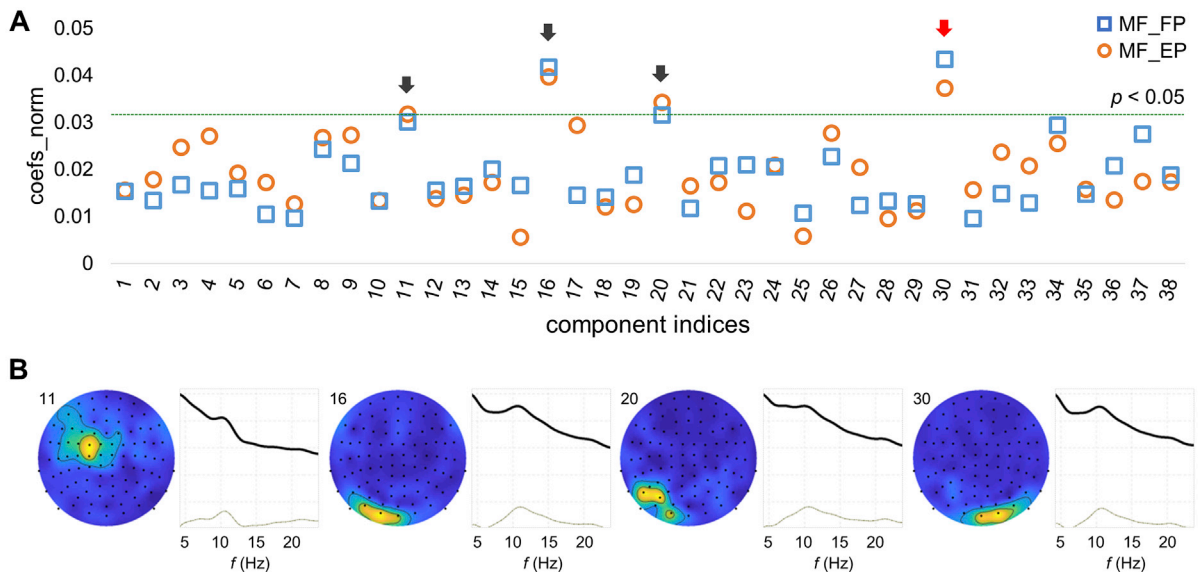 A
0.05
0.04
0.03
0.02
0.01
0
coefs_norm
MF_FP
MF_EP
p < 0.05
1 2 3 4 5 6 7 8 9 10 11 12 13 14 15 16 17 18 19 20 21 22 23 24 25 26 27 28 29 30 31 32 33 34 35 36 37 38
component indices
B
11 16 20 30
5 10 15 20 5 10 15 20 5 10 15 20 5 10 15 20
f (Hz) f (Hz) f (Hz) f (Hz)